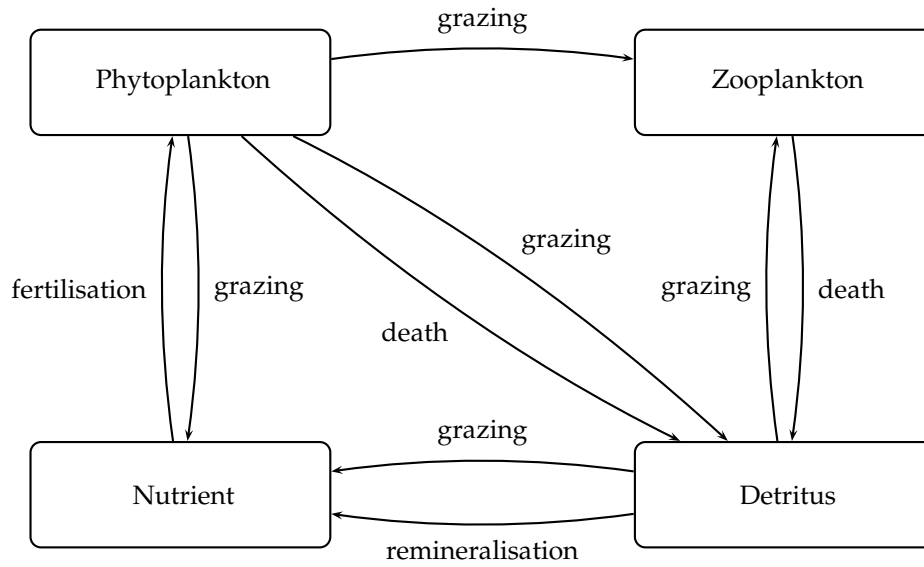 grazing
Phytoplankton
Zooplankton
grazing
fertilisation
grazing
grazing
death
death
grazing
Nutrient
Detritus
remineralisation